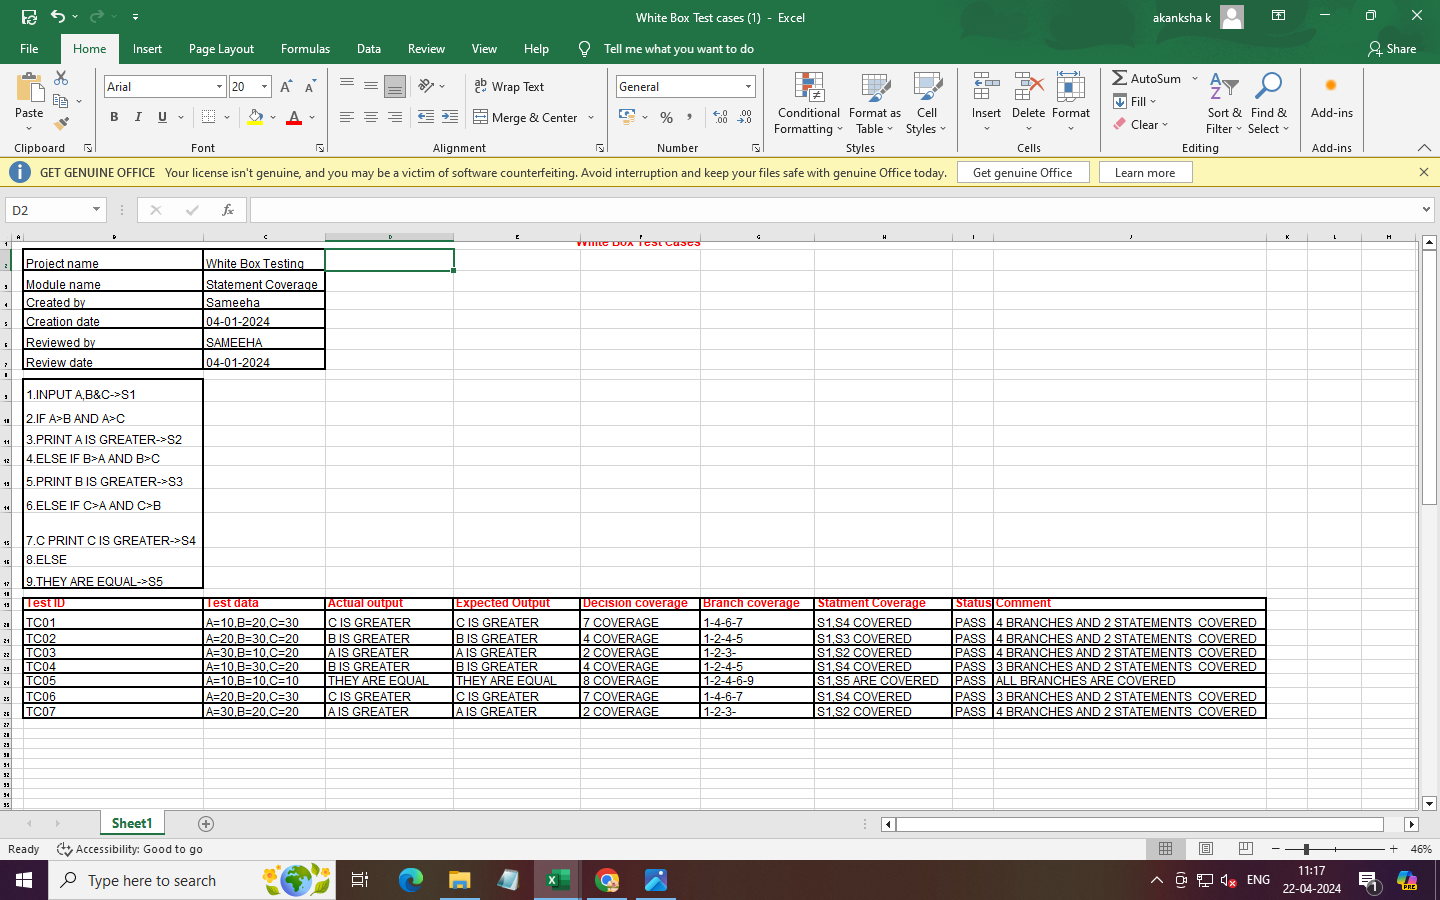 White Box Test cases (1) - Excel
akanksha k
File Home Insert Page Layout Formulas Data Review View Help Tell me what you want to do Share
Paste
Clipboard
Arial 20
B I U
Font
Wrap Text
Merge & Center
Alignment
General
Number
Conditional Formatting
Format as Table
Cell Styles
Styles
Insert
Delete
Format
Cells
AutoSum
Fill
Clear
Sort & Filter
Find & Select
Editing
Add-ins
Add-ins
GET GENUINE OFFICE Your license isn't genuine, and you may be a victim of software counterfeiting. Avoid interruption and keep your files safe with genuine Office today. Get genuine Office Learn more
D2 fx
A B C D E F G H I J K L M
White Box Test Cases
Project name White Box Testing
Module name Statement Coverage
Created by Sameeha
Creation date 04-01-2024
Reviewed by SAMEEHA
Review date 04-01-2024
1.INPUT A,B&C->S1
2.IF A>B AND A>C
3.PRINT A IS GREATER->S2
4.ELSE IF B>A AND B>C
5.PRINT B IS GREATER->S3
6.ELSE IF C>A AND C>B
7.C PRINT C IS GREATER->S4
8.ELSE
9.THEY ARE EQUAL->S5
Test ID Test data Actual output Expected Output Decision coverage Branch coverage Statment Coverage Status Comment
TC01 A=10,B=20,C=30 C IS GREATER C IS GREATER 7 COVERAGE 1-4-6-7 S1,S4 COVERED PASS 4 BRANCHES AND 2 STATEMENTS COVERED
TC02 A=20,B=30,C=20 B IS GREATER B IS GREATER 4 COVERAGE 1-2-4-5 S1,S3 COVERED PASS 4 BRANCHES AND 2 STATEMENTS COVERED
TC03 A=30,B=10,C=20 A IS GREATER A IS GREATER 2 COVERAGE 1-2-3- S1,S2 COVERED PASS 4 BRANCHES AND 2 STATEMENTS COVERED
TC04 A=10,B=30,C=20 B IS GREATER B IS GREATER 4 COVERAGE 1-2-4-5 S1,S4 COVERED PASS 3 BRANCHES AND 2 STATEMENTS COVERED
TC05 A=10,B=10,C=10 THEY ARE EQUAL THEY ARE EQUAL 8 COVERAGE 1-2-4-6-9 S1,S5 ARE COVERED PASS ALL BRANCHES ARE COVERED
TC06 A=20,B=20,C=30 C IS GREATER C IS GREATER 7 COVERAGE 1-4-6-7 S1,S4 COVERED PASS 3 BRANCHES AND 2 STATEMENTS COVERED
TC07 A=30,B=20,C=20 A IS GREATER A IS GREATER 2 COVERAGE 1-2-3- S1,S2 COVERED PASS 4 BRANCHES AND 2 STATEMENTS COVERED
Sheet1
Ready Accessibility: Good to go 46%
Type here to search
ENG
11:17
22-04-2024
1
PRE